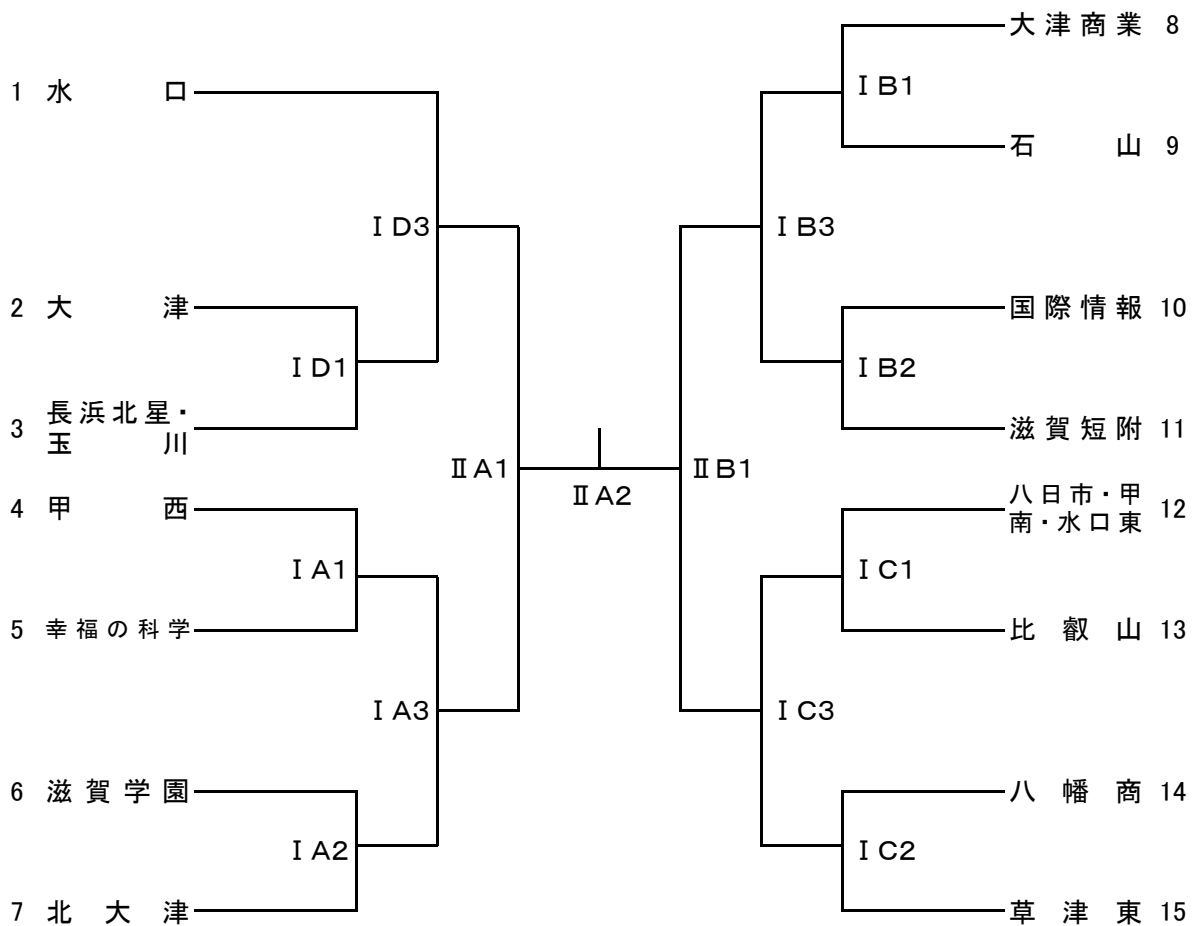 1 水口
ⅠD3
2 大津
ⅠD1
3 長浜北星・
玉川
ⅡA1
4 甲西
ⅠA1
5 幸福の科学
ⅠA3
6 滋賀学園
ⅠA2
7 北大津
ⅡA2
大津商業 8
ⅠB1
石山 9
ⅠB3
国際情報 10
ⅠB2
滋賀短附 11
ⅡB1
八日市・甲
南・水口東 12
ⅠC1
比叡山 13
ⅠC3
八幡商 14
ⅠC2
草津東 15